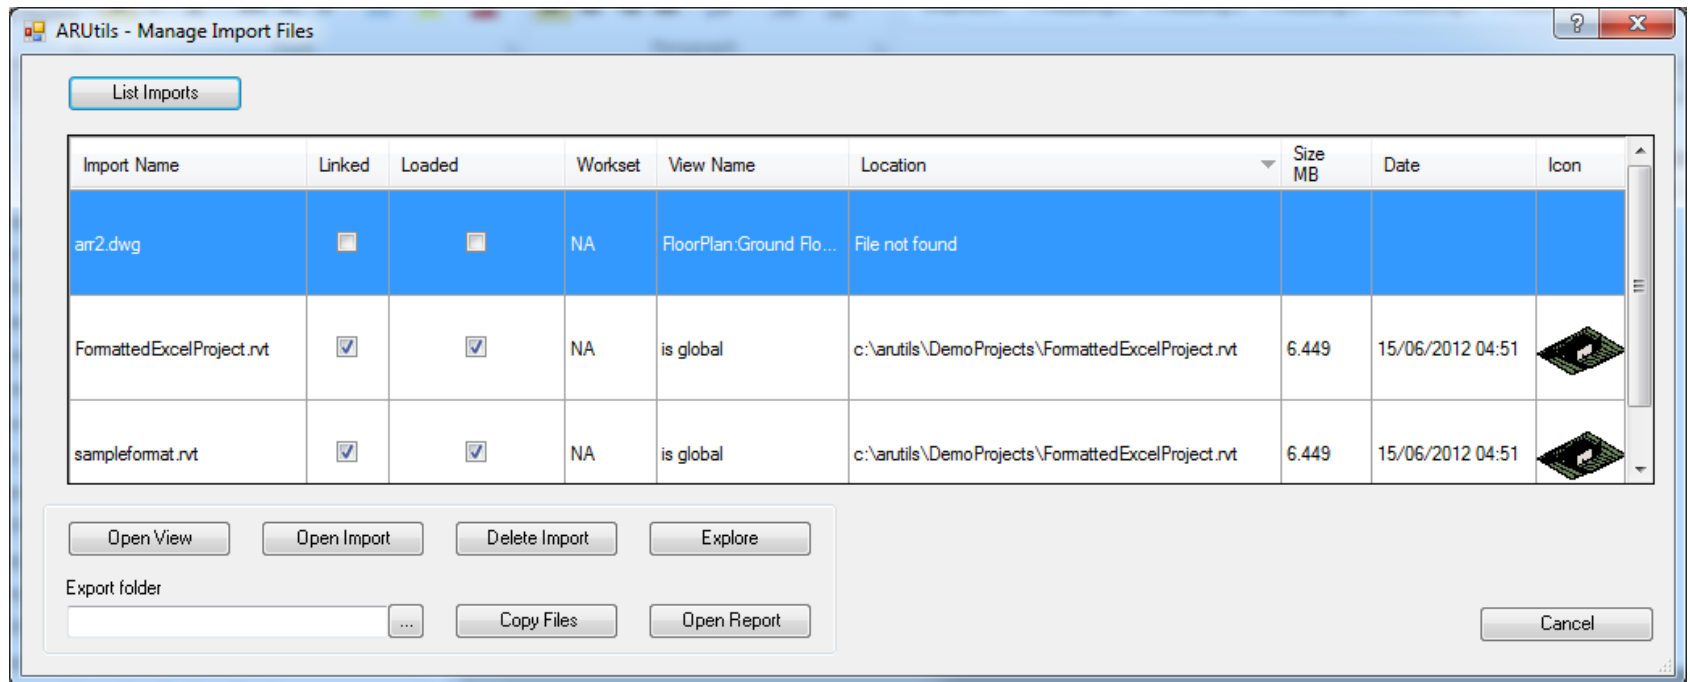 ARUtils - Manage Import Files
List Imports
Import Name Linked Loaded Workset View Name Location Size MB Date Icon
arr2.dwg NA FloorPlan:Ground Flo... File not found
FormattedExcelProject.rvt NA is global c:\arutils\DemoProjects\FormattedExcelProject.rvt 6.449 15/06/2012 04:51
sampleformat.rvt NA is global c:\arutils\DemoProjects\FormattedExcelProject.rvt 6.449 15/06/2012 04:51
Open View Open Import Delete Import Explore
Export folder
... Copy Files Open Report
Cancel